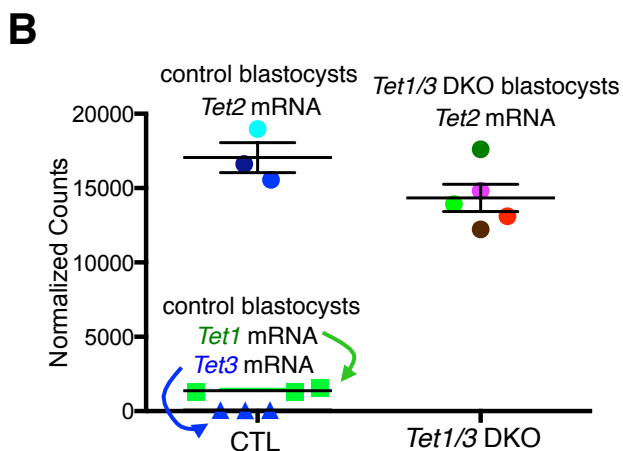 B
control blastocysts
Tet2 mRNA
Tet1/3 DKO blastocysts
Tet2 mRNA
Normalized Counts
20000
15000
10000
5000
0
control blastocysts
Tet1 mRNA
Tet3 mRNA
CTL
Tet1/3 DKO